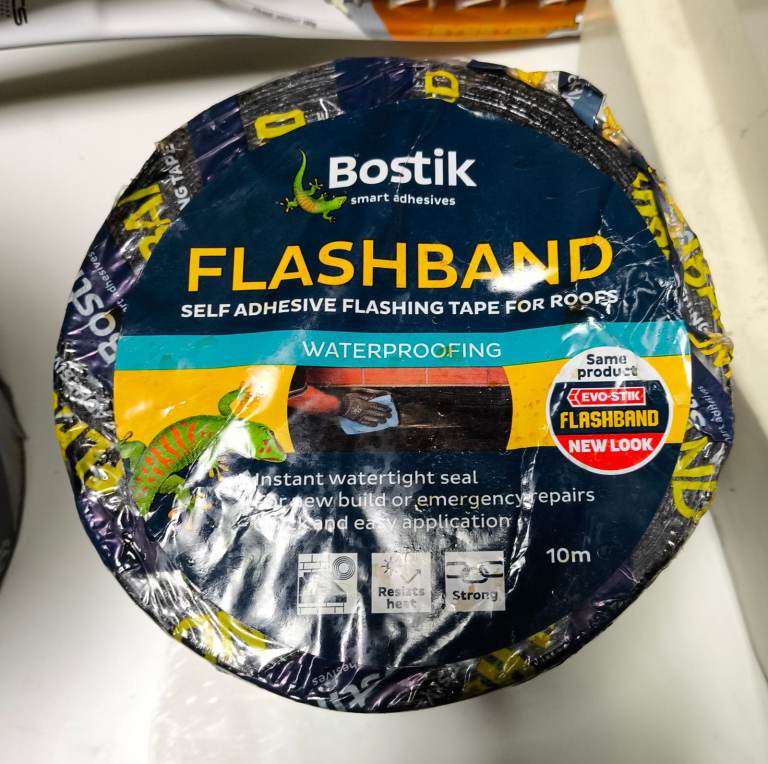 Bostik
smart adhesives
FLASHBAND
SELF ADHESIVE FLASHING TAPE FOR ROOFS
WATERPROOFING
Same
product
EVO-STIK
FLASHBAND
NEW LOOK
Instant watertight seal
new build or emergency repairs
and easy application
10m
Resists
heat
Strong